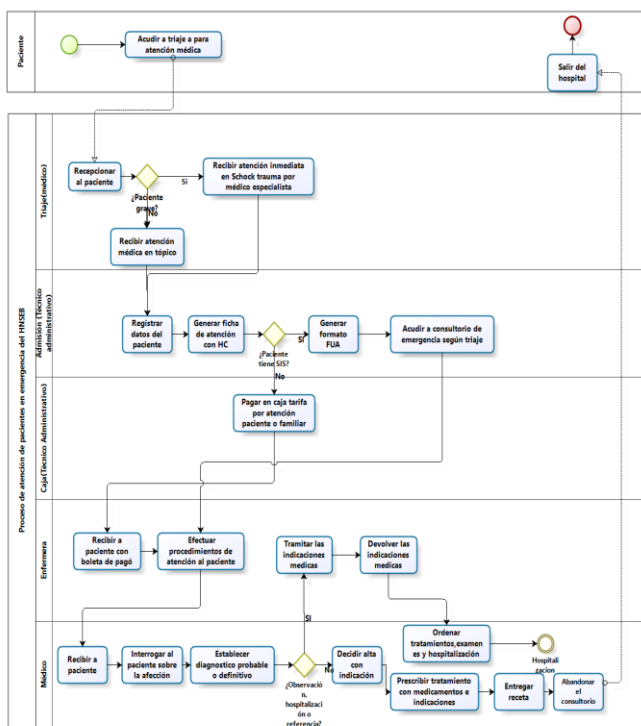 Paciente
Acudir a triaje a para
atención médica
Salir del
hospital
Proceso de atención de pacientes en emergencia del HNSEB
Triaje(médico)
Recepcionar
al paciente
¿Paciente
grave?
Si
No
Recibir atención inmediata
en Schock trauma por
médico especialista
Recibir atención
médica en tópico
Admisión (Tecnico
administrativo)
Registrar
datos del
paciente
Generar ficha
de atención
con HC
¿Paciente
tiene SIS?
SI
No
Generar
formato
FUA
Acudir a consultorio de
emergencia según triaje
Caja(Tecnico Administrativo)
Pagar en caja tarifa
por atención
paciente o familiar
Enfermera
Recibir a
paciente con
boleta de pagó
Efectuar
procedimientos de
atención al paciente
Tramitar las
indicaciones
medicas
Devolver las
indicaciones
medicas
Médico
Recibir a
paciente
Interrogar al
paciente sobre
la afección
Establecer
diagnostico probable
o definitivo
SI
No
¿Observació
n,
hospitalizaci
ón o
referencia?
Decidir alta
con
indicación
Ordenar
tratamientos,examen
es y hospitalización
Hospitali
zacion
Prescribir tratamiento
con medicamentos e
indicaciones
Entregar
receta
Abandonar
el
consultorio